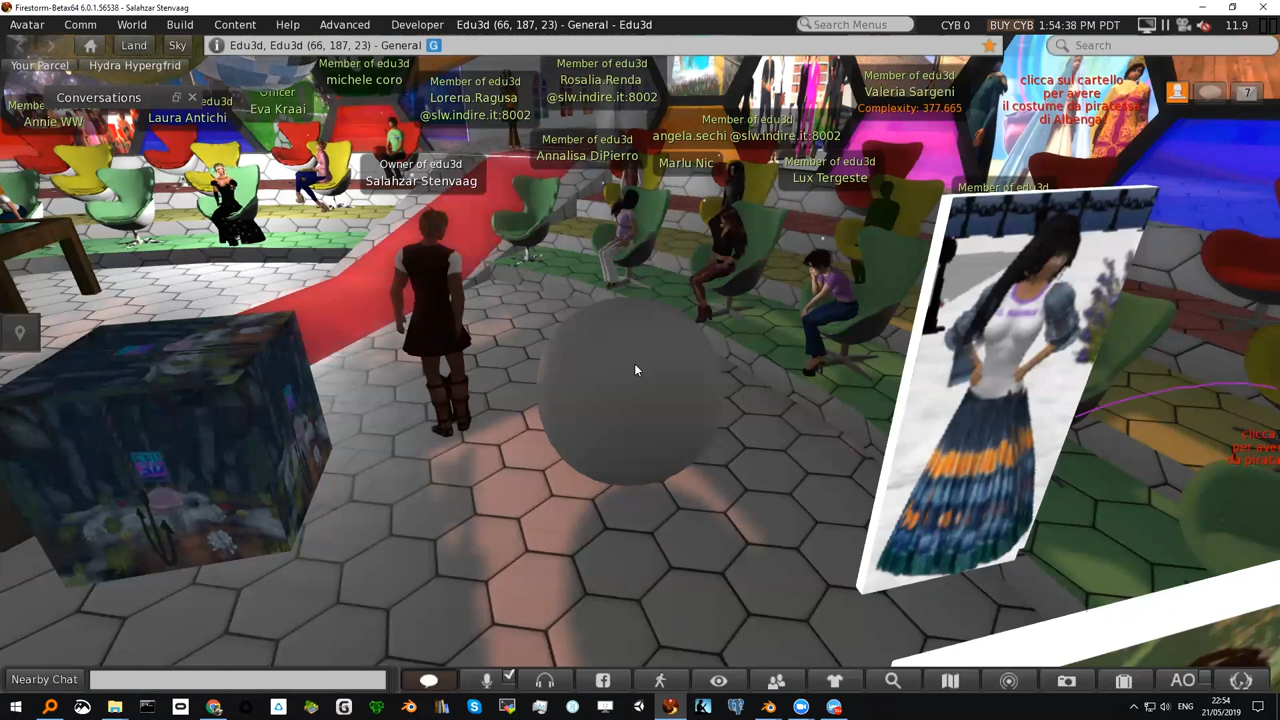 Firestorm-Betax64 6.0.1.56538 - Salahzar Stenvaag
Avatar Comm World Build Content Help Advanced Developer Edu3d (66, 187, 23) - General - Edu3d
Search Menus
CYB 0 BUY CYB 1:54:38 PM PDT 11.9
Land Sky
Edu3d, Edu3d (66, 187, 23) - General G
Search
Your Parcel Hydra Hypergfrid
Conversations
7
Annie WW
Laura Antichi
Officer
Eva Kraai
Member of edu3d
michele coro
Member of edu3d
Lorena.Ragusa
@slw.indire.it:8002
Member of edu3d
Rosalia.Renda
@slw.indire.it:8002
Member of edu3d
Valeria Sargeni
Complexity: 377.665
clicca sul cartello
per avere
il costume da piratessa
di Albenga
Member of edu3d
angela.sechi @slw.indire.it:8002
Member of edu3d
Annalisa DiPierro
Marlu Nic
Member of edu3d
Lux Tergeste
Member of edu3d
Owner of edu3d
Salahzar Stenvaag
clicca
per aver
da pirat
Nearby Chat
AO
22:54
ENG
21/05/2019